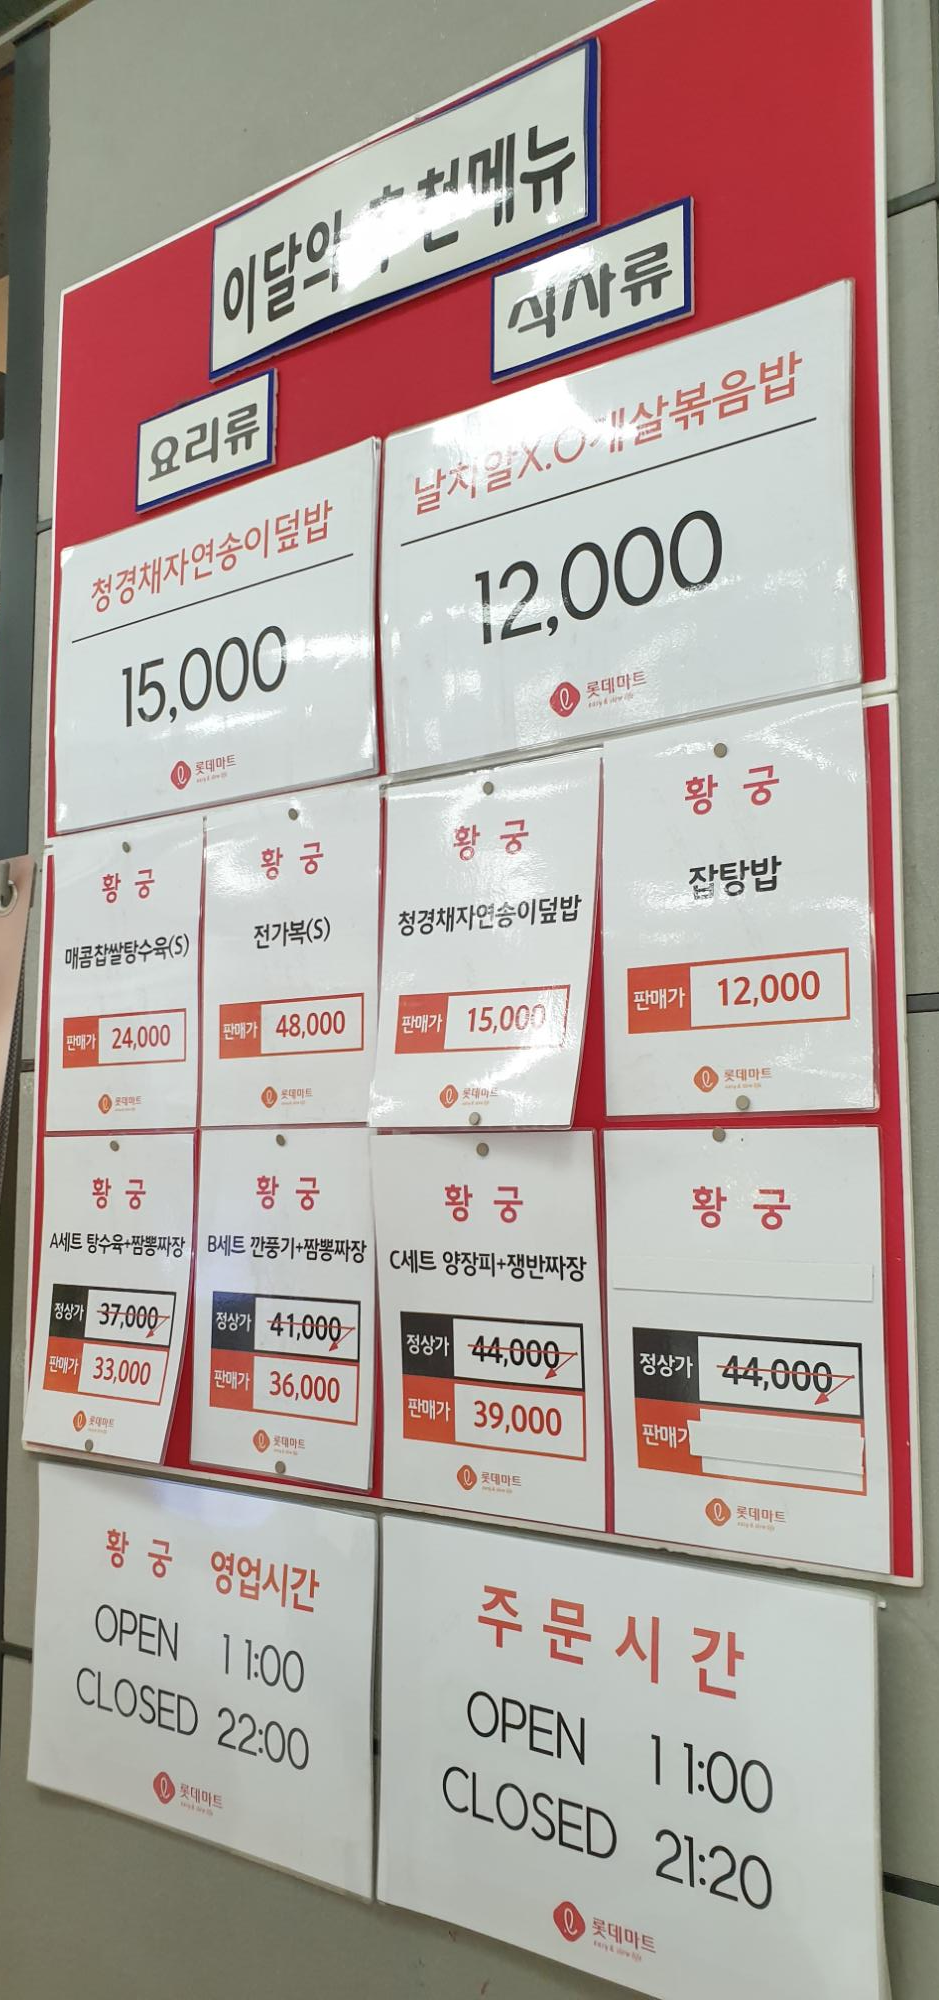 이달의 추천메뉴
식사류
요리류
청경채자연송이덮밥
15,000
롯데마트
날치알X.O게살볶음밥
12,000
롯데마트
easy & slow life
황 궁
매콤찹쌀탕수육(S)
판매가 24,000
롯데마트
황 궁
전가복(S)
판매가 48,000
롯데마트
황 궁
청경채자연송이덮밥
판매가 15,000
롯데마트
황 궁
잡탕밥
판매가 12,000
롯데마트
황 궁
A세트 탕수육+짬뽕짜장
정상가 37,000
판매가 33,000
롯데마트
황 궁
B세트 깐풍기+짬뽕짜장
정상가 41,000
판매가 36,000
롯데마트
황 궁
C세트 양장피+쟁반짜장
정상가 44,000
판매가 39,000
롯데마트
황 궁
정상가 44,000
판매가
롯데마트
황 궁 영업시간
OPEN 11:00
CLOSED 22:00
롯데마트
주문시간
OPEN 11:00
CLOSED 21:20
롯데마트
easy & slow life